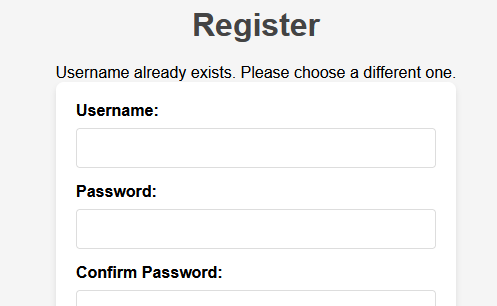 Register
Username already exists. Please choose a different one.
Username:
Password:
Confirm Password: